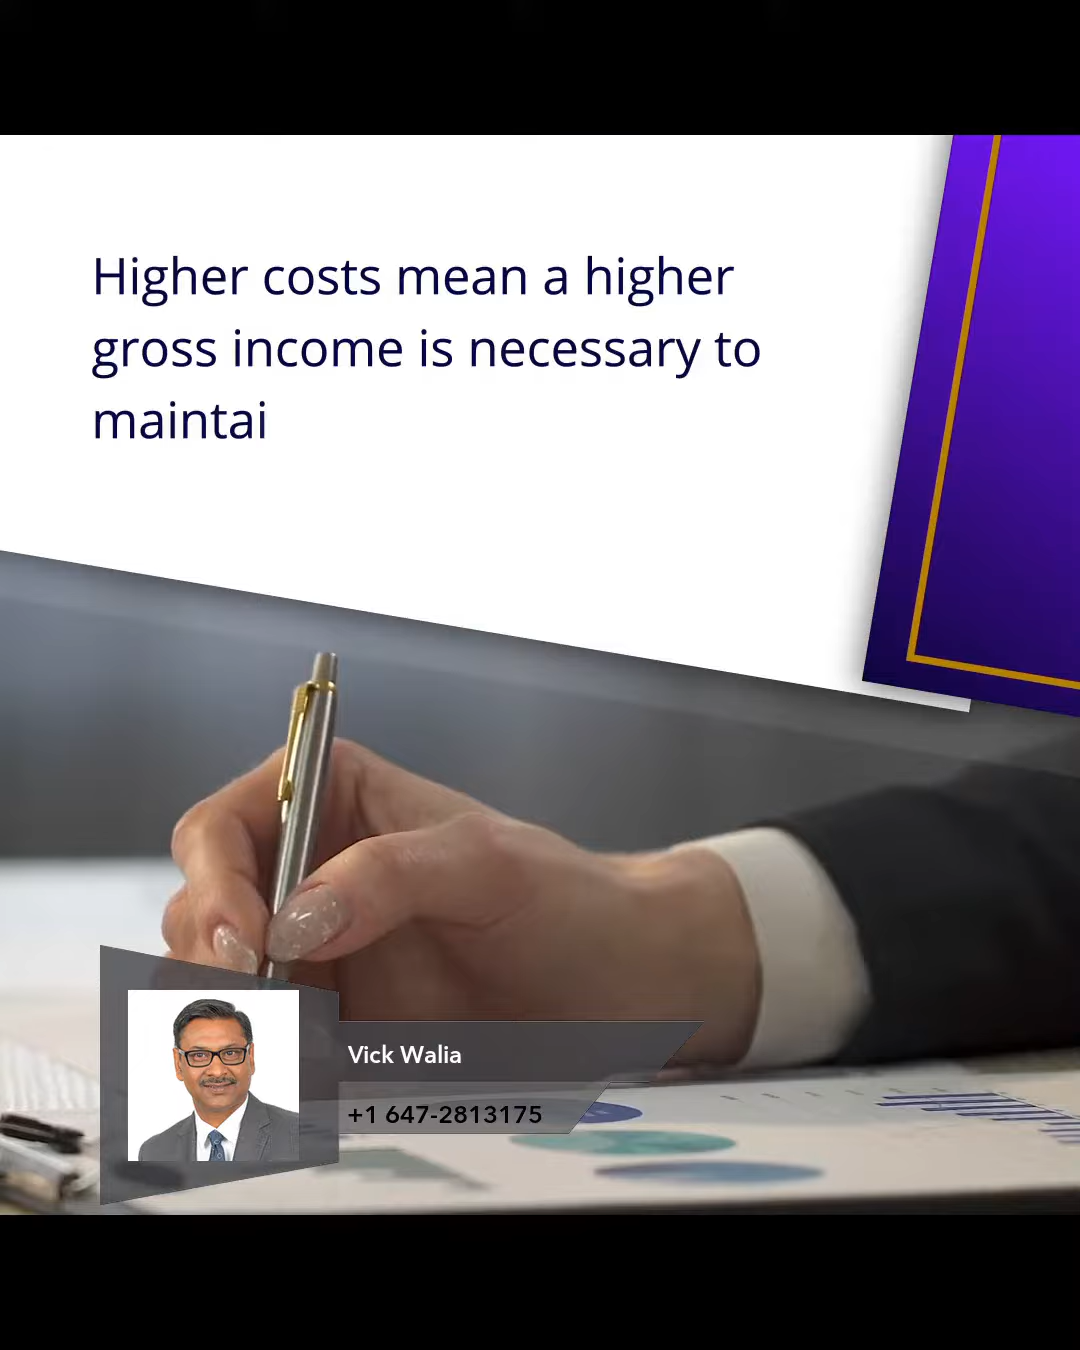 Higher costs mean a higher
gross income is necessary to
maintai
Vick Walia
+1 647-2813175